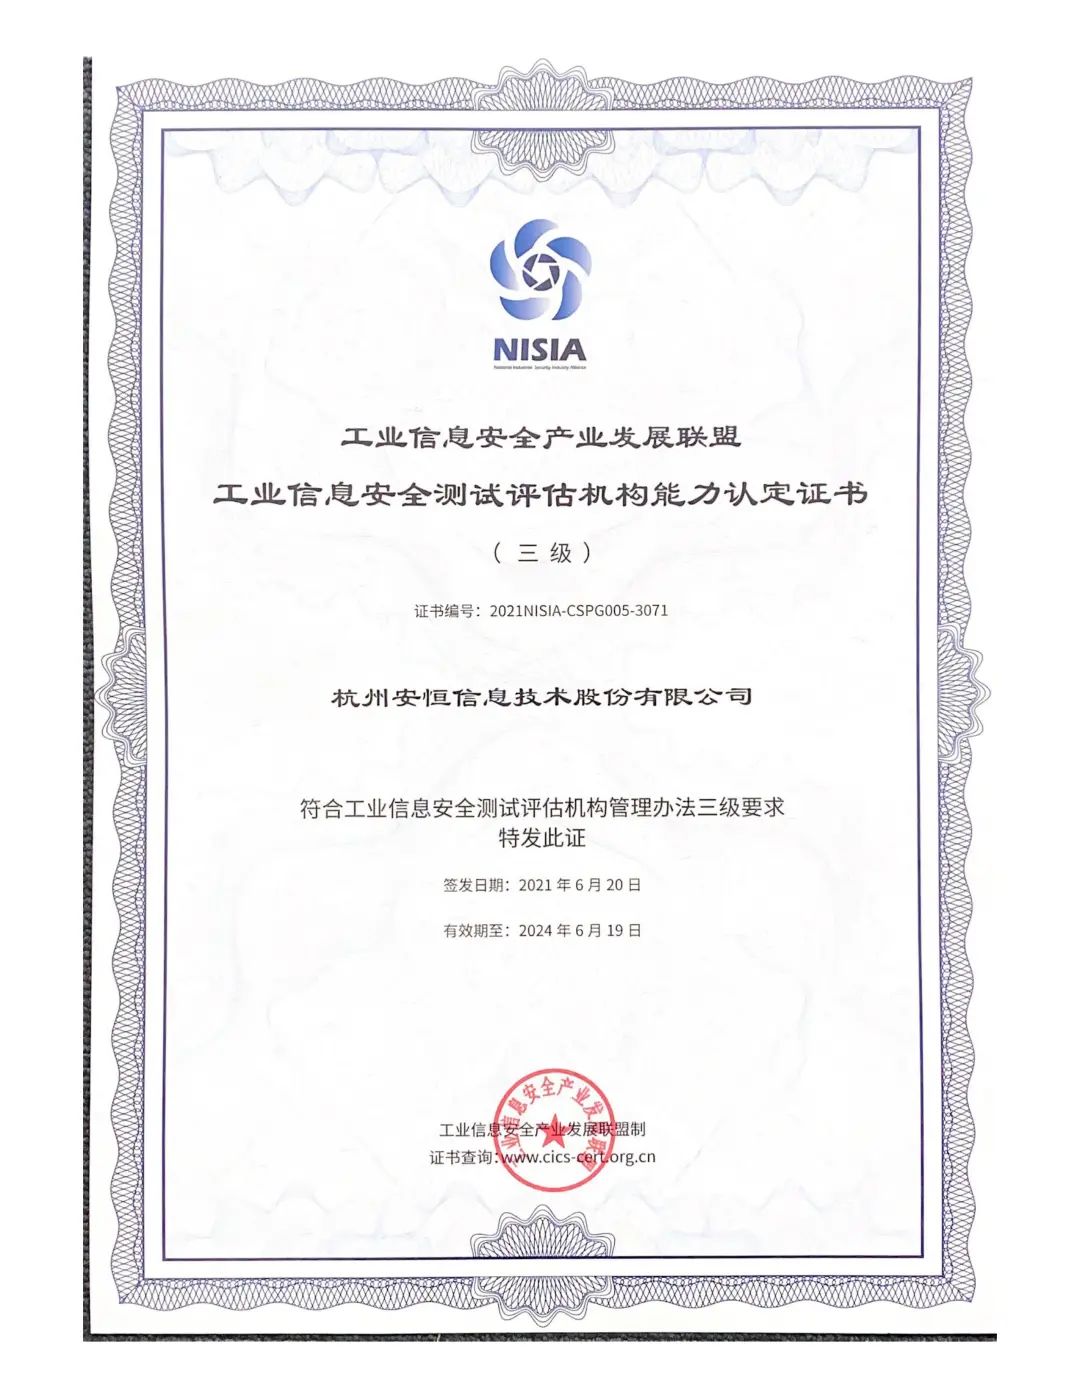 NISIA
National Industrial Security Industry Alliance
工业信息安全产业发展联盟
工业信息安全测试评估机构能力认定证书
（三级）
证书编号：2021NISIA-CSPG005-3071
杭州安恒信息技术股份有限公司
符合工业信息安全测试评估机构管理办法三级要求
特发此证
签发日期：2021 年 6 月 20 日
有效期至：2024 年 6 月 19 日
工业信息安全产业发展联盟
工业信息安全产业发展联盟制
证书查询：www.cics-cert.org.cn